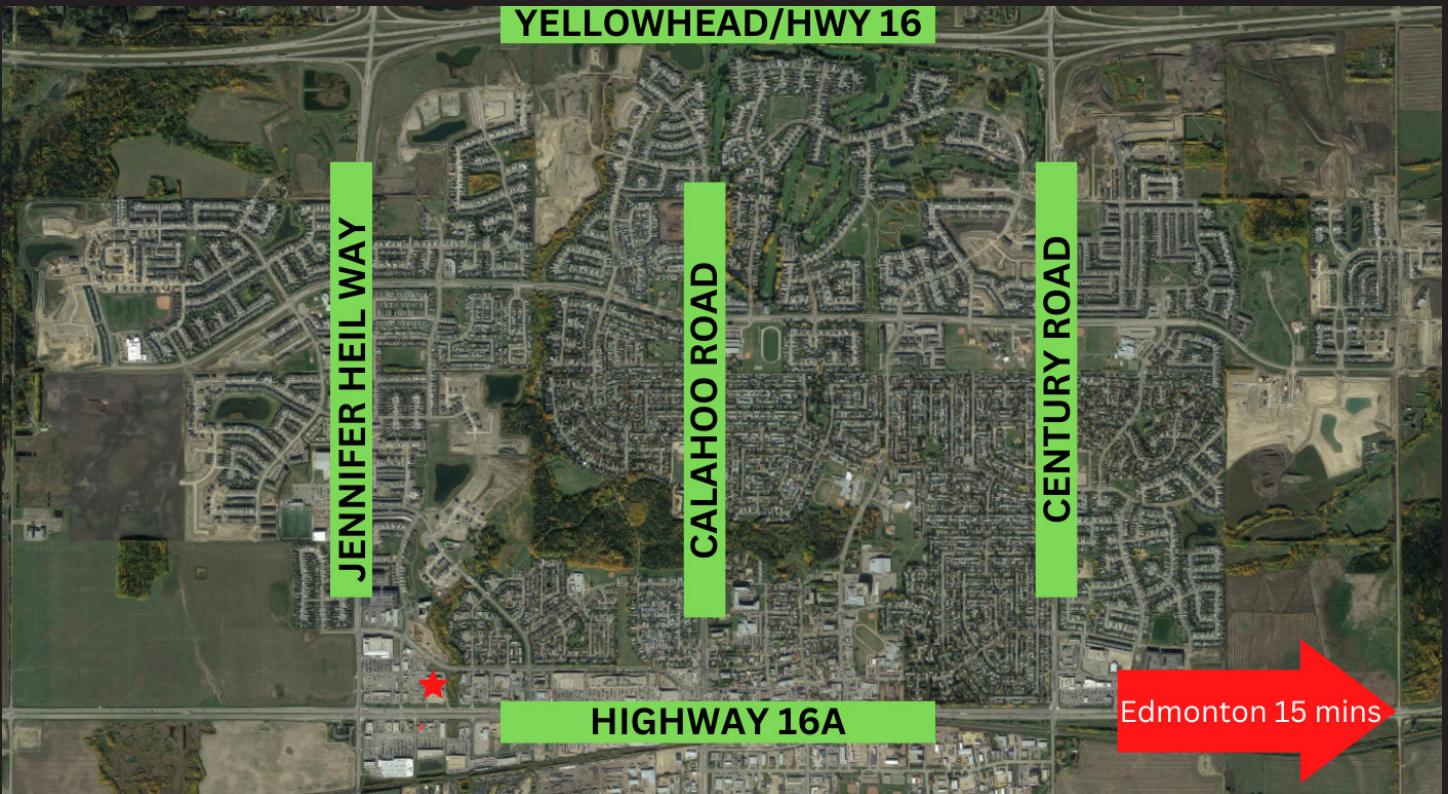 YELLOWHEAD/HWY 16
JENNIFER HEIL WAY
CALAHOO ROAD
CENTURY ROAD
HIGHWAY 16A
Edmonton 15 mins